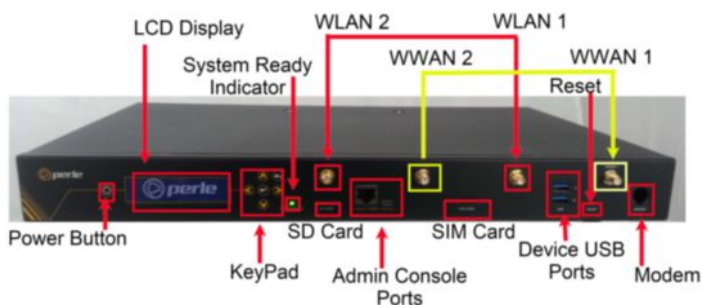 WLAN 2
WLAN 1
LCD Display
System Ready
Indicator
WWAN 2
WWAN 1
Reset
perle
perle
Power Button
KeyPad
SD Card
Admin Console
Ports
SIM Card
Device USB
Ports
Modem